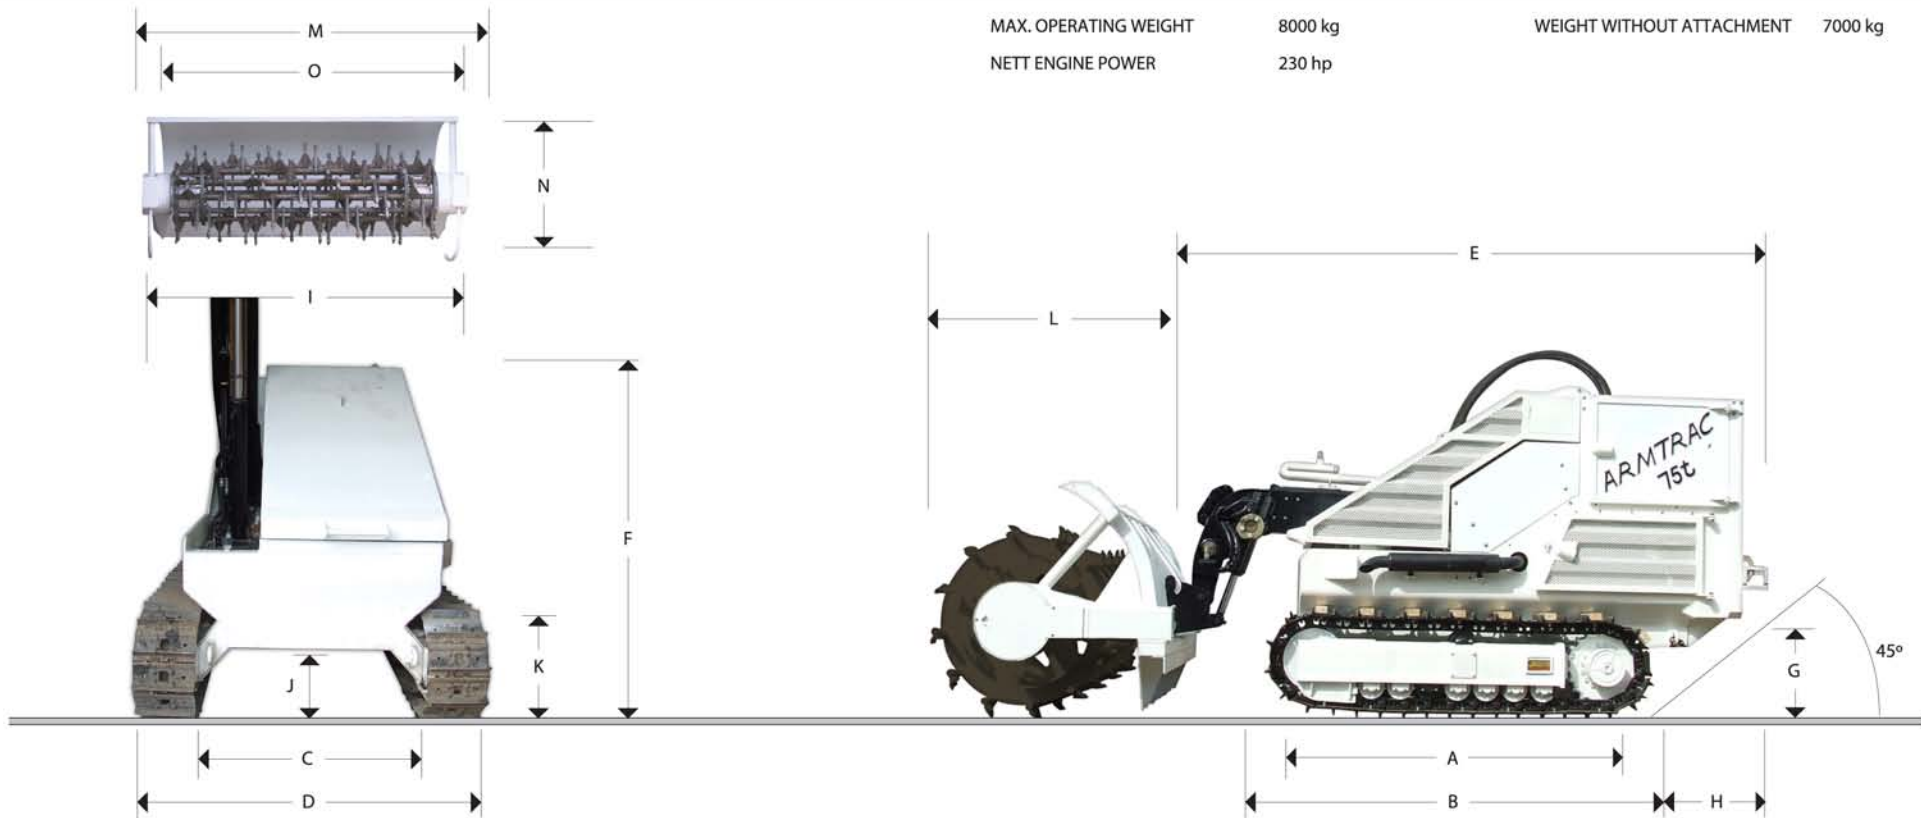 MAX. OPERATING WEIGHT 8000 kg WEIGHT WITHOUT ATTACHMENT 7000 kg
NETT ENGINE POWER 230 hp
M
O
N
I
E
L
F
K
J
C
D
ARMTRAC
75t
45º
G
A
B
H